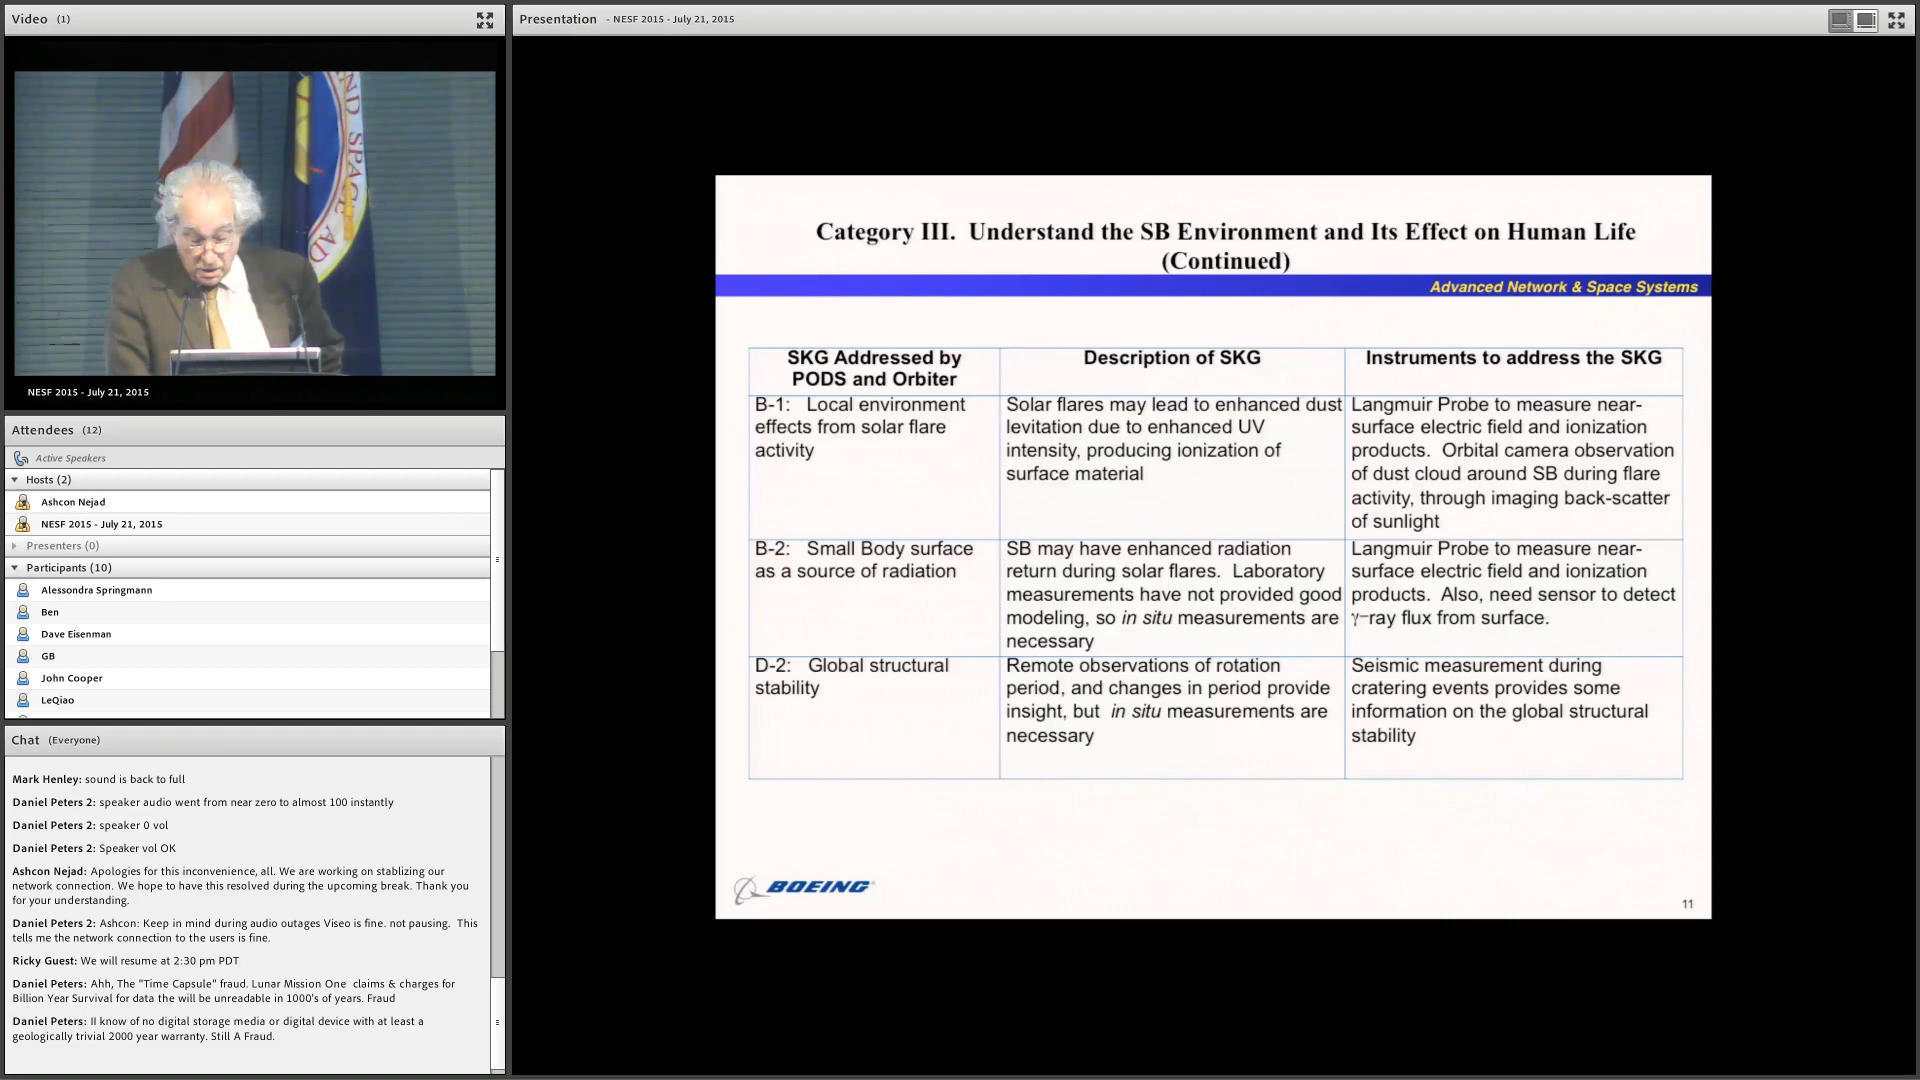 Video (1)
AND SPACE AD
NESF 2015 - July 21, 2015
Attendees (12)
Active Speakers
Hosts (2)
Ashcon Nejad
NESF 2015 - July 21, 2015
Presenters (0)
Participants (10)
Alessondra Springmann
Ben
Dave Eisenman
GB
John Cooper
LeQiao
Chat (Everyone)
Mark Henley: sound is back to full
Daniel Peters 2: speaker audio went from near zero to almost 100 instantly
Daniel Peters 2: speaker 0 vol
Daniel Peters 2: Speaker vol OK
Ashcon Nejad: Apologies for this inconvenience, all. We are working on stablizing our
network connection. We hope to have this resolved during the upcoming break. Thank you
for your understanding.
Daniel Peters 2: Ashcon: Keep in mind during audio outages Viseo is fine. not pausing. This
tells me the network connection to the users is fine.
Ricky Guest: We will resume at 2:30 pm PDT
Daniel Peters: Ahh, The "Time Capsule" fraud. Lunar Mission One claims & charges for
Billion Year Survival for data the will be unreadable in 1000's of years. Fraud
Daniel Peters: II know of no digital storage media or digital device with at least a
geologically trivial 2000 year warranty. Still A Fraud.
Presentation - NESF 2015 - July 21, 2015
Category III. Understand the SB Environment and Its Effect on Human Life
(Continued)
Advanced Network & Space Systems
SKG Addressed by
PODS and Orbiter
Description of SKG
Instruments to address the SKG
B-1: Local environment
effects from solar flare
activity
Solar flares may lead to enhanced dust
levitation due to enhanced UV
intensity, producing ionization of
surface material
Langmuir Probe to measure near-
surface electric field and ionization
products. Orbital camera observation
of dust cloud around SB during flare
activity, through imaging back-scatter
of sunlight
B-2: Small Body surface
as a source of radiation
SB may have enhanced radiation
return during solar flares. Laboratory
measurements have not provided good
modeling, so in situ measurements are
necessary
Langmuir Probe to measure near-
surface electric field and ionization
products. Also, need sensor to detect
γ–ray flux from surface.
D-2: Global structural
stability
Remote observations of rotation
period, and changes in period provide
insight, but in situ measurements are
necessary
Seismic measurement during
cratering events provides some
information on the global structural
stability
BOEING
11